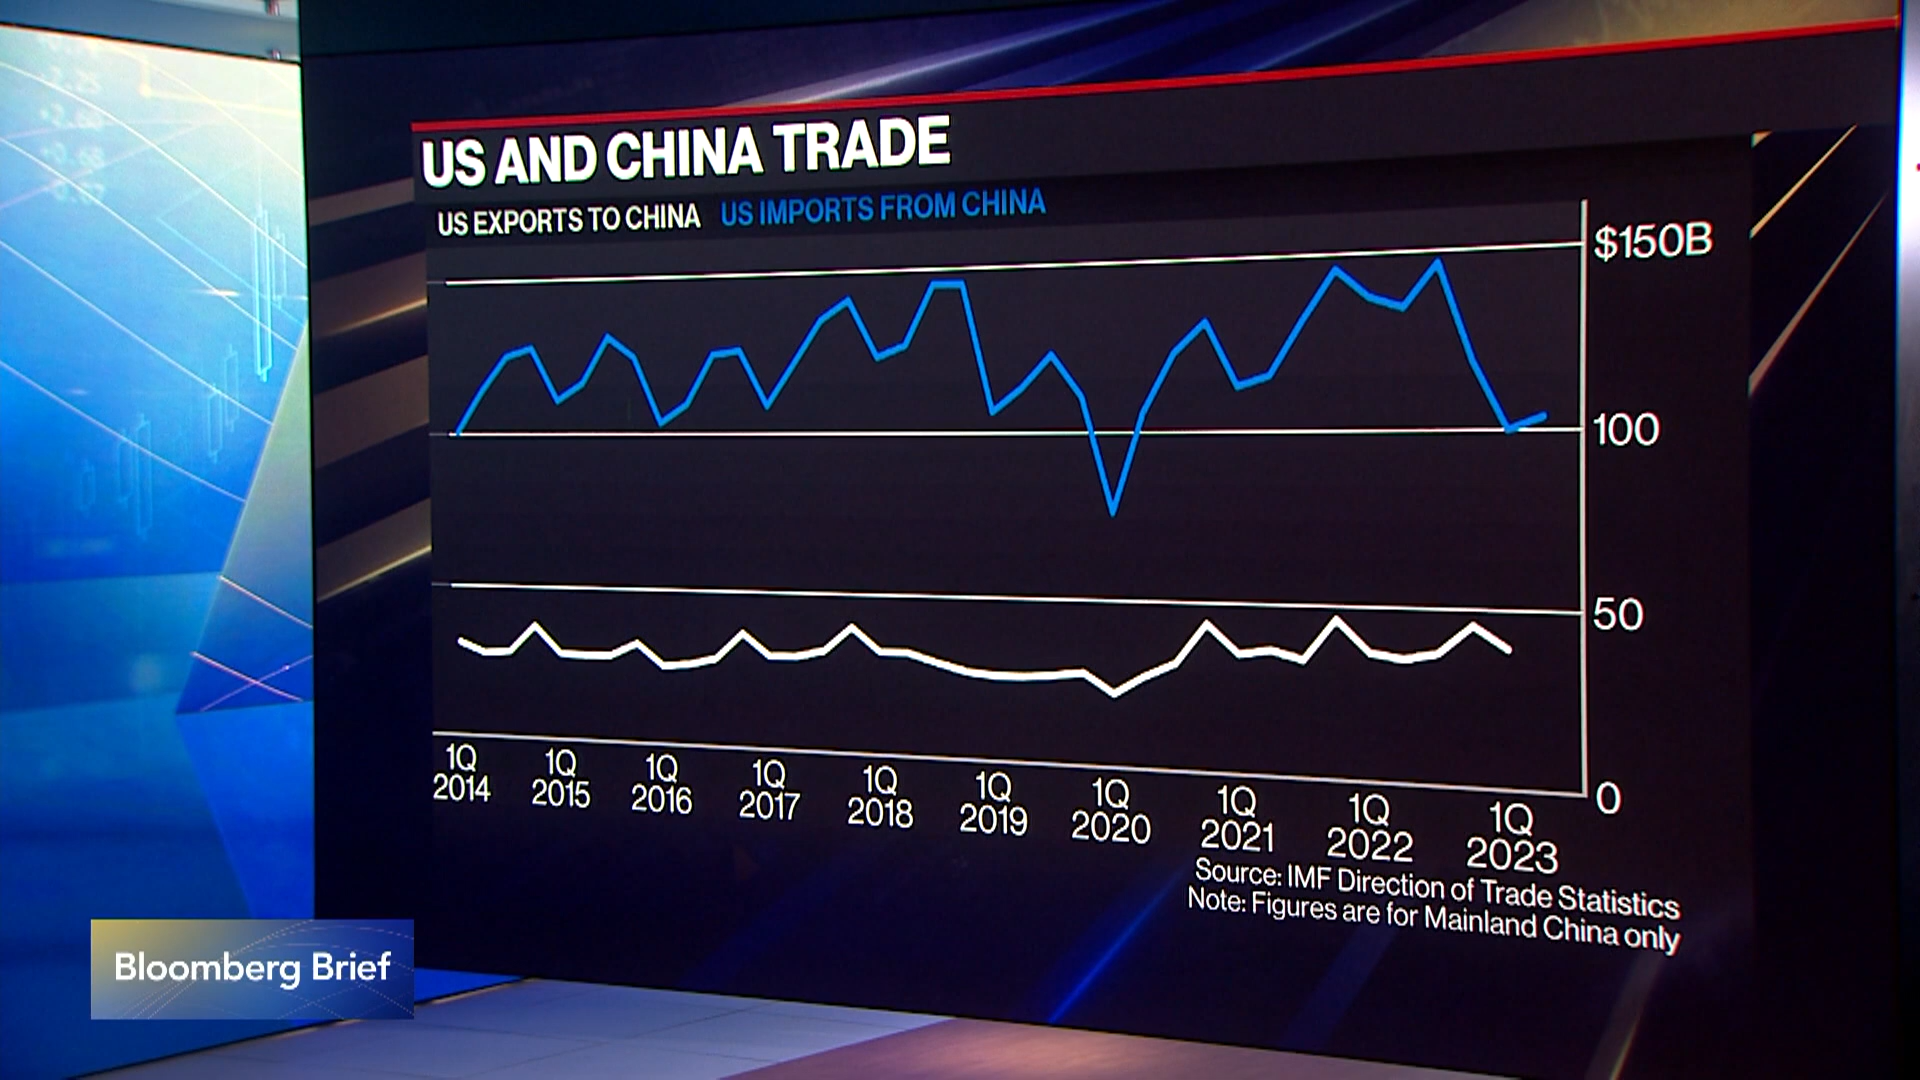 US AND CHINA TRADE
US EXPORTS TO CHINA US IMPORTS FROM CHINA
$150B
100
50
0
1Q 1Q 1Q 1Q 1Q 1Q 1Q 1Q 1Q 1Q
2014 2015 2016 2017 2018 2019 2020 2021 2022 2023
Source: IMF Direction of Trade Statistics
Note: Figures are for Mainland China only
Bloomberg Brief